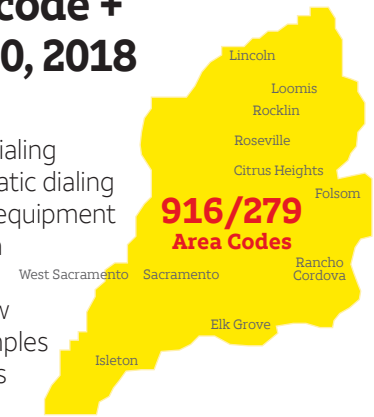 code +
0, 2018
ialing
atic dialing
equipment
w
ples
s
Lincoln
Loomis
Rocklin
Roseville
Citrus Heights
Folsom
916/279
Area Codes
West Sacramento Sacramento
Rancho
Cordova
Elk Grove
Isleton